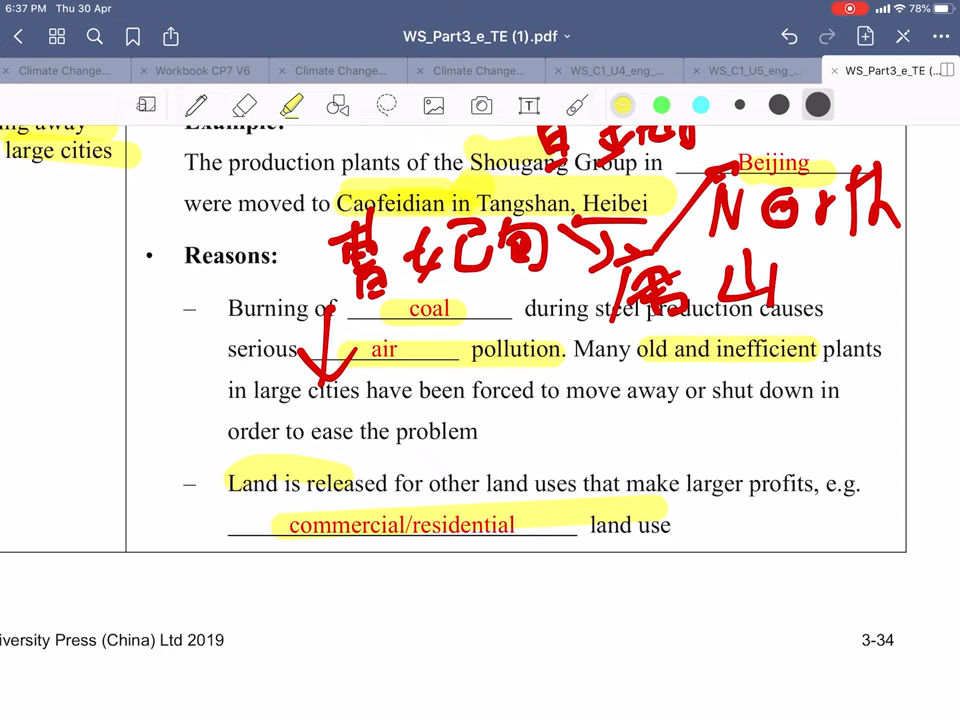 6:37 PM Thu 30 Apr
78%
WS_Part3_e_TE (1).pdf
Climate Change...
Workbook CP7 V6
Climate Change...
Climate Change...
WS_C1_U4_eng_...
WS_C1_U5_eng_...
WS_Part3_e_TE (...
T
ing away
large cities
Example:
The production plants of the Shougang Group in Beijing
were moved to Caofeidian in Tangshan, Heibei
North
唐山
• Reasons:
– Burning of coal during steel production causes
serious air pollution. Many old and inefficient plants
in large cities have been forced to move away or shut down in
order to ease the problem
– Land is released for other land uses that make larger profits, e.g.
commercial/residential land use
iversity Press (China) Ltd 2019
3-34